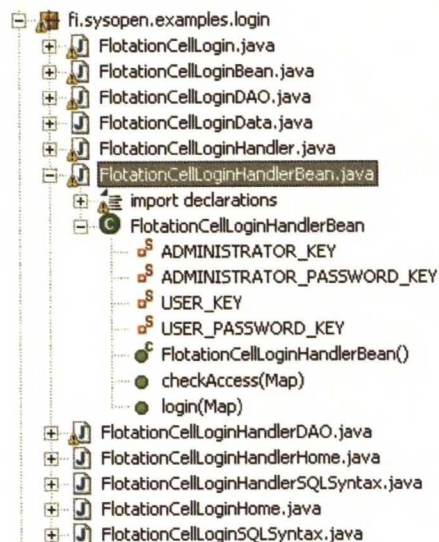 fi.sysopen.examples.login
FlotationCellLogin.java
FlotationCellLoginBean.java
FlotationCellLoginDAO.java
FlotationCellLoginData.java
FlotationCellLoginHandler.java
FlotationCellLoginHandlerBean.java
import declarations
C FlotationCellLoginHandlerBean
S ADMINISTRATOR_KEY
S ADMINISTRATOR_PASSWORD_KEY
S USER_KEY
S USER_PASSWORD_KEY
C FlotationCellLoginHandlerBean()
checkAccess(Map)
login(Map)
FlotationCellLoginHandlerDAO.java
FlotationCellLoginHandlerHome.java
FlotationCellLoginHandlerSQLSyntax.java
FlotationCellLoginHome.java
FlotationCellLoginSQLSyntax.java